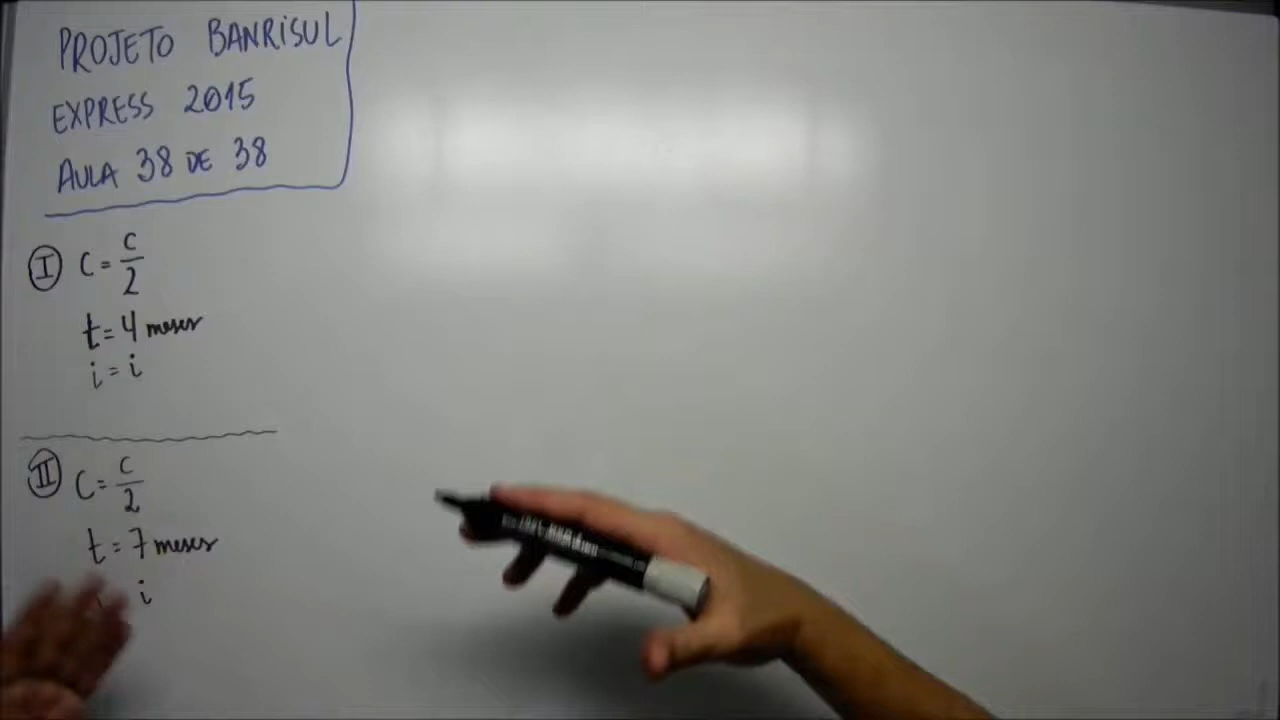 PROJETO BANRISUL
EXPRESS 2015
AULA 38 DE 38
I C = c/2
t = 4 meses
i = i
II C = c/2
t = 7 meses
i